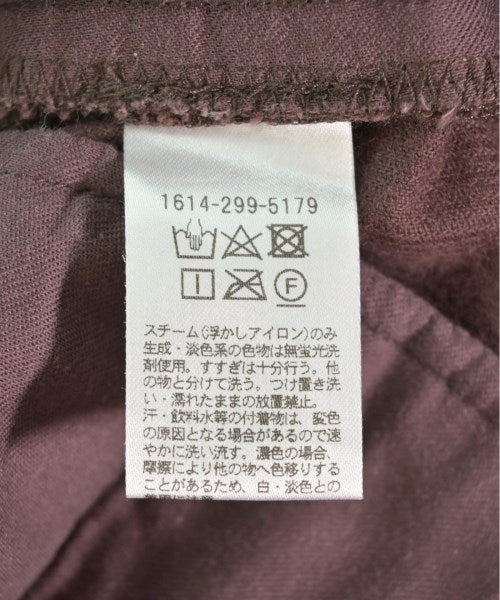 1614-299-5179
F
スチーム(浮かしアイロン)のみ
生成・淡色系の色物は無蛍光洗
剤使用。すすぎは十分行う。他
の物と分けて洗う。つけ置き洗
い・濡れたままの放置禁止。
汗・飲料水等の付着物は、変色
の原因となる場合があるので速
やかに洗い流す。濃色の場合、
摩擦により他の物へ色移りする
ことがあるため、白・淡色との